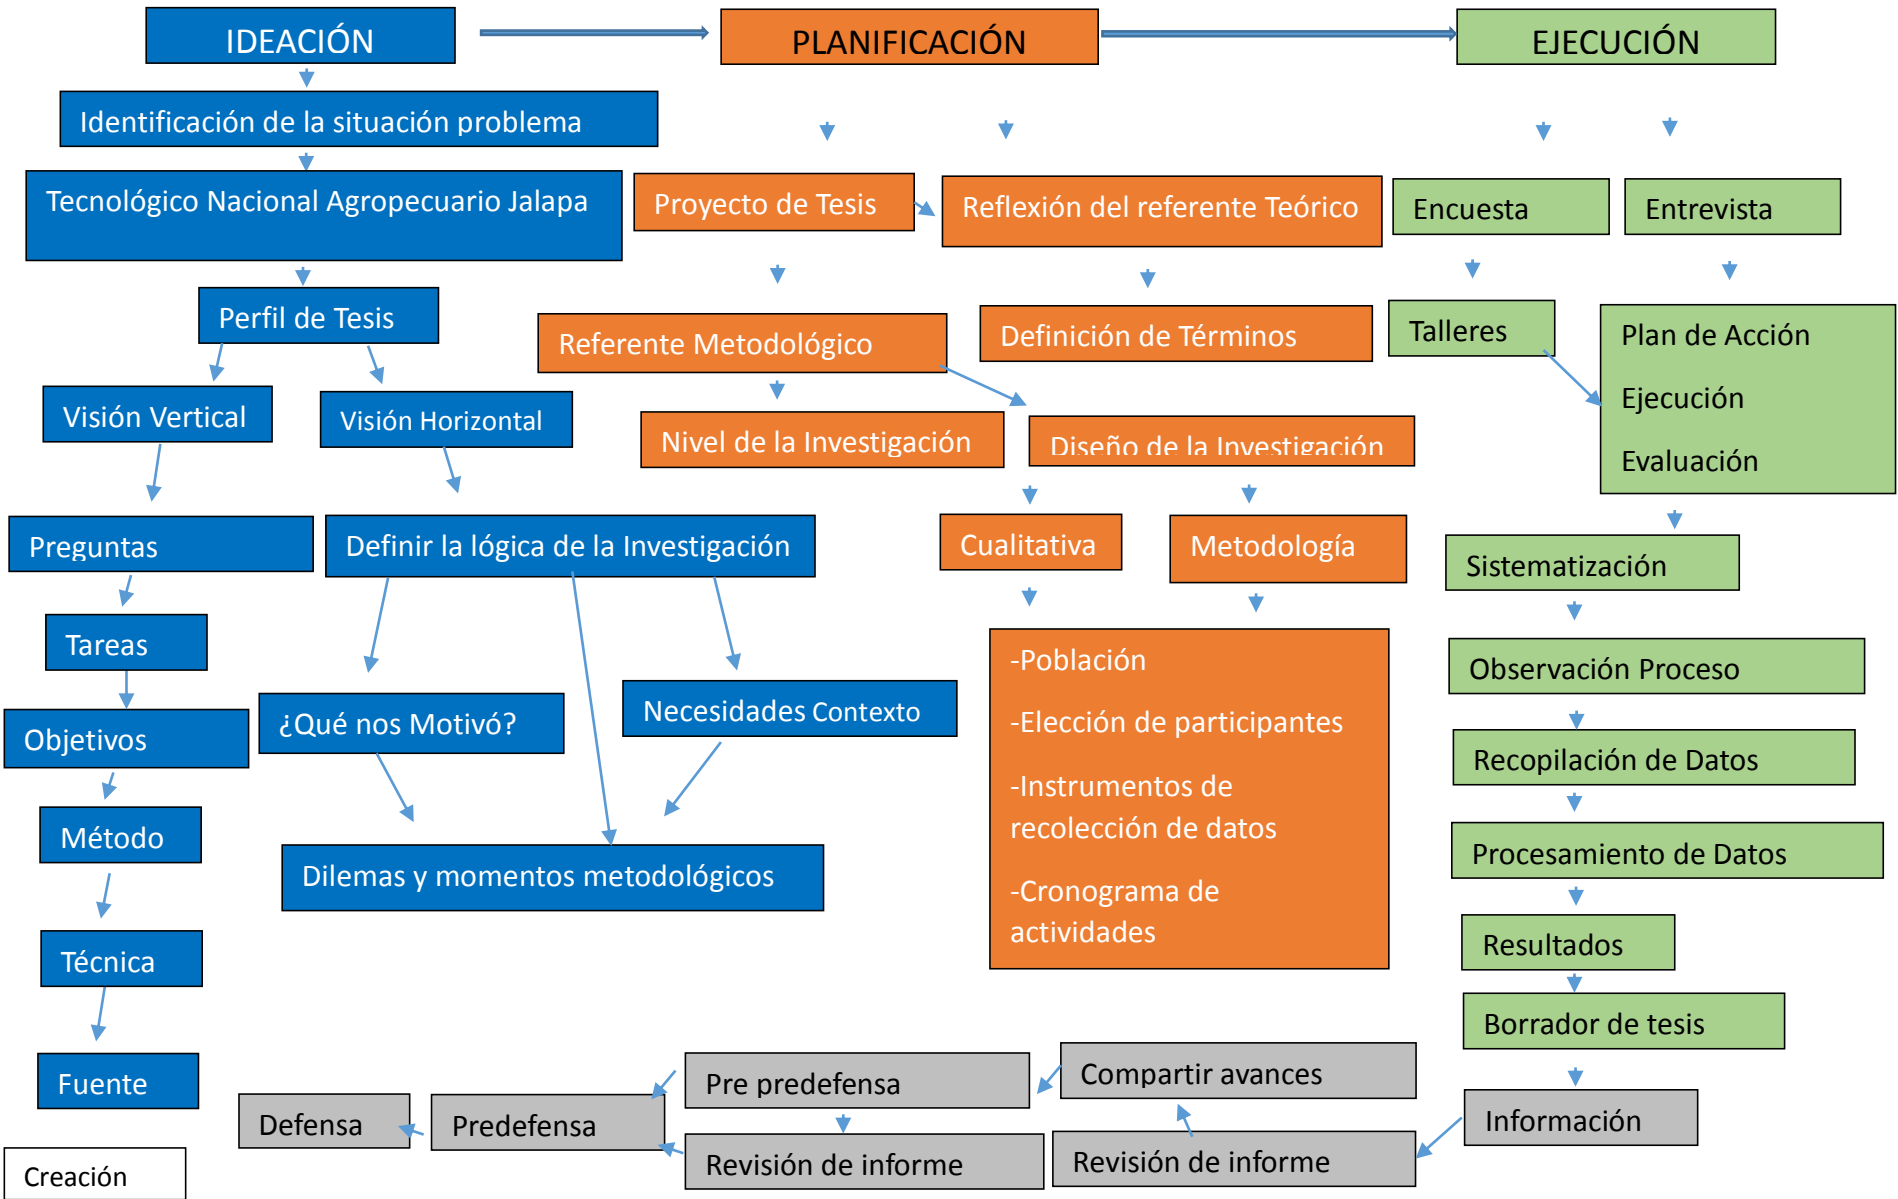 IDEACIÓN
PLANIFICACIÓN
EJECUCIÓN
Identificación de la situación problema
Tecnológico Nacional Agropecuario Jalapa
Perfil de Tesis
Visión Vertical
Visión Horizontal
Preguntas
Definir la lógica de la Investigación
Tareas
Objetivos
¿Qué nos Motivó?
Necesidades Contexto
Método
Dilemas y momentos metodológicos
Técnica
Fuente
Proyecto de Tesis
Reflexión del referente Teórico
Referente Metodológico
Definición de Términos
Nivel de la Investigación
Diseño de la Investigación
Cualitativa
Metodología
-Población
-Elección de participantes
-Instrumentos de
recolección de datos
-Cronograma de
actividades
Encuesta
Entrevista
Talleres
Plan de Acción
Ejecución
Evaluación
Sistematización
Observación Proceso
Recopilación de Datos
Procesamiento de Datos
Resultados
Borrador de tesis
Información
Revisión de informe
Compartir avances
Pre predefensa
Revisión de informe
Predefensa
Defensa
Creación